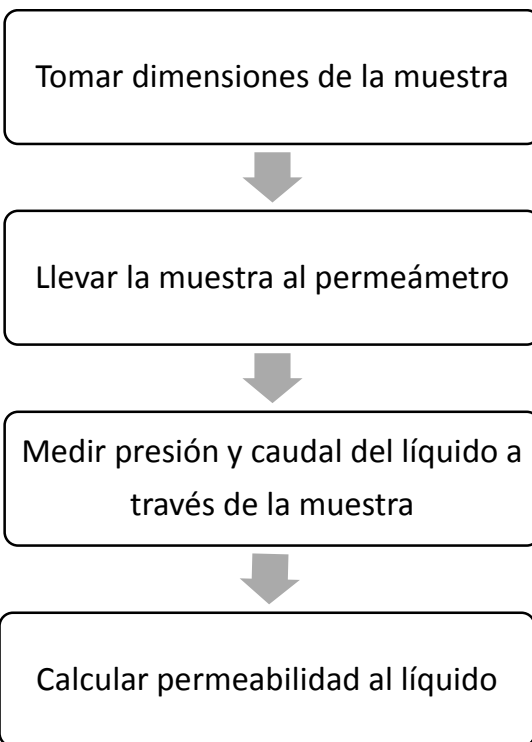 Tomar dimensiones de la muestra
Llevar la muestra al permeámetro
Medir presión y caudal del líquido a
través de la muestra
Calcular permeabilidad al líquido